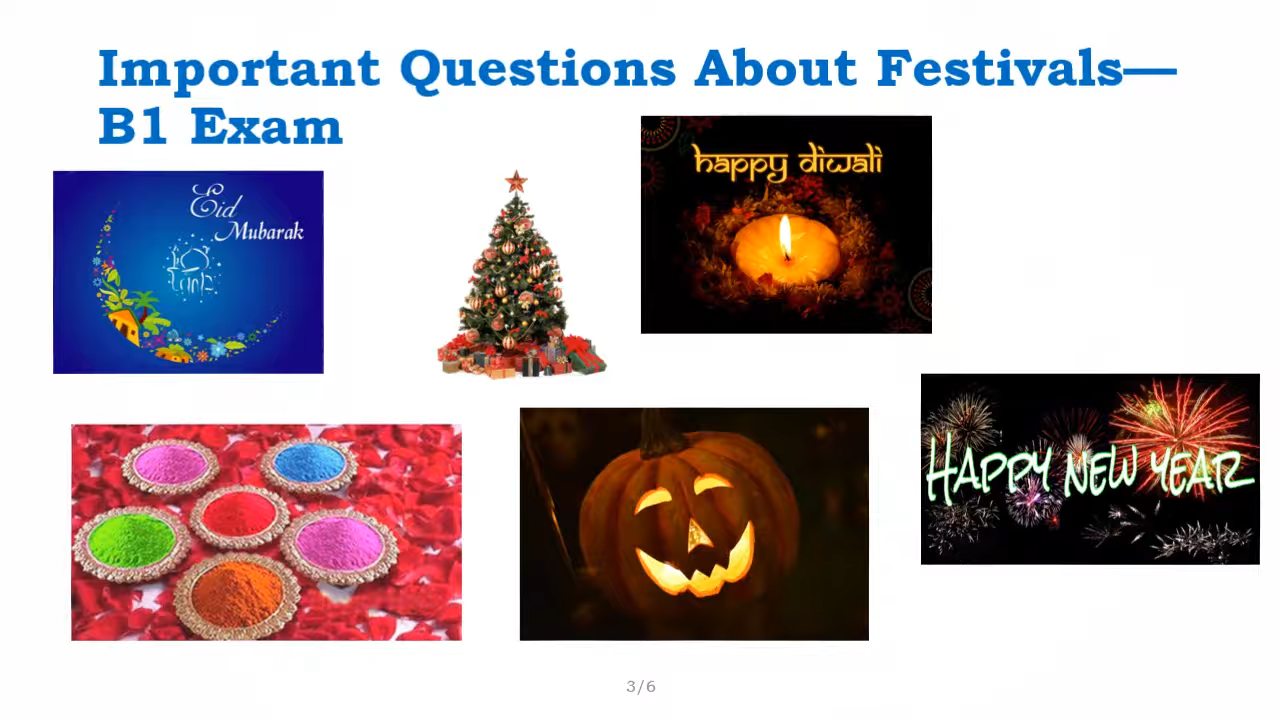 Important Questions About Festivals—
B1 Exam
happy diwali
Eid
Mubarak
HAPPY NEW YEAR
3/6